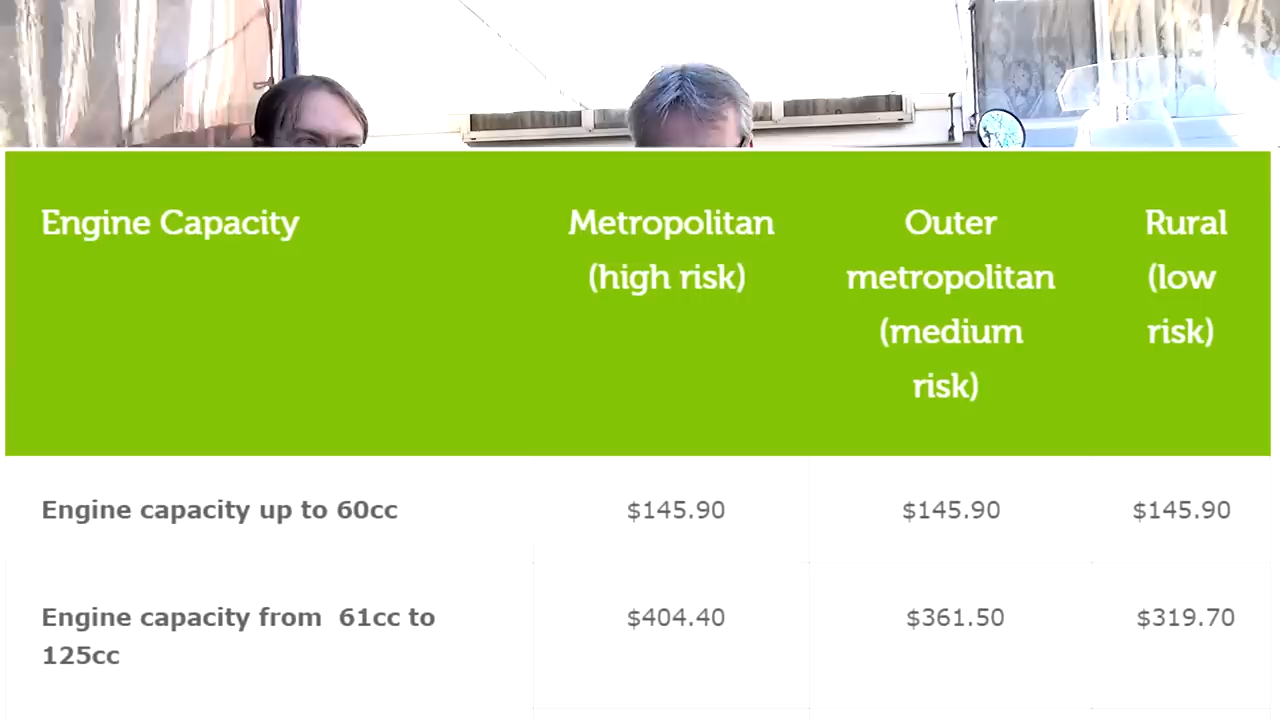 Engine Capacity Metropolitan Outer Rural
(high risk) metropolitan (low
(medium risk)
risk)
Engine capacity up to 60cc $145.90 $145.90 $145.90
Engine capacity from 61cc to $404.40 $361.50 $319.70
125cc